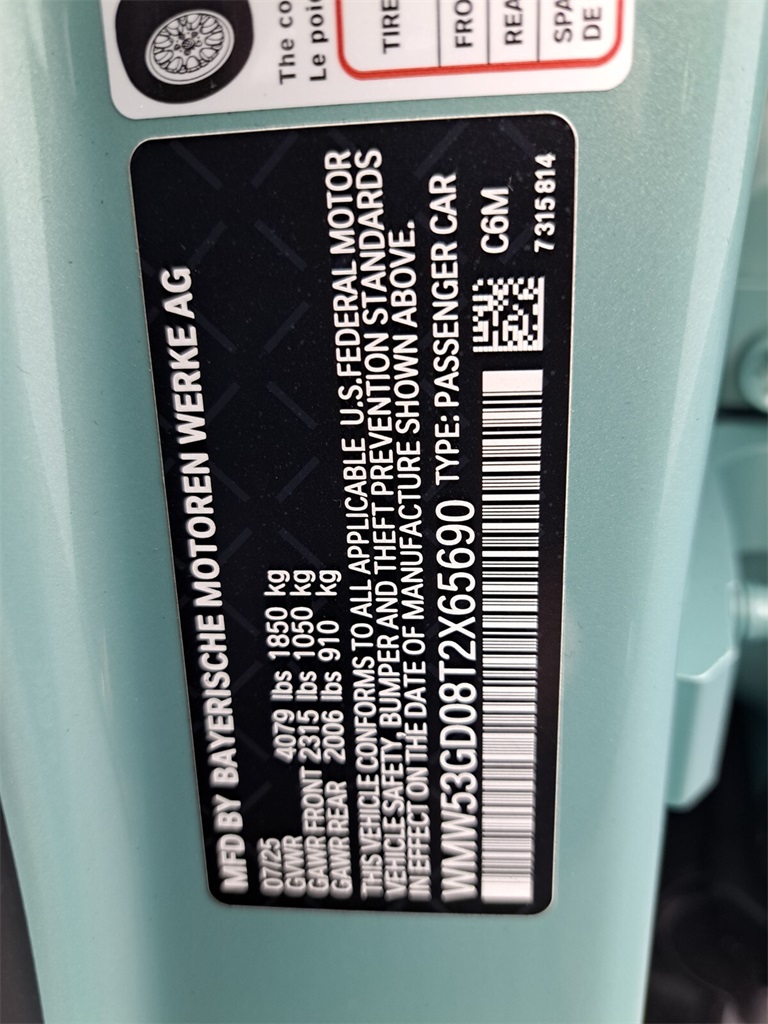 The co
Le poid
TIRE
FRO
REA
SPA
DE
MFD BY BAYERISCHE MOTOREN WERKE AG
07/25
GVWR 4079 lbs 1850 kg
GAWR FRONT 2315 lbs 1050 kg
GAWR REAR 2006 lbs 910 kg
THIS VEHICLE CONFORMS TO ALL APPLICABLE U.S.FEDERAL MOTOR
VEHICLE SAFETY, BUMPER AND THEFT PREVENTION STANDARDS
IN EFFECT ON THE DATE OF MANUFACTURE SHOWN ABOVE.
WMW53GD08T2X65690 TYPE: PASSENGER CAR
C6M
7315814